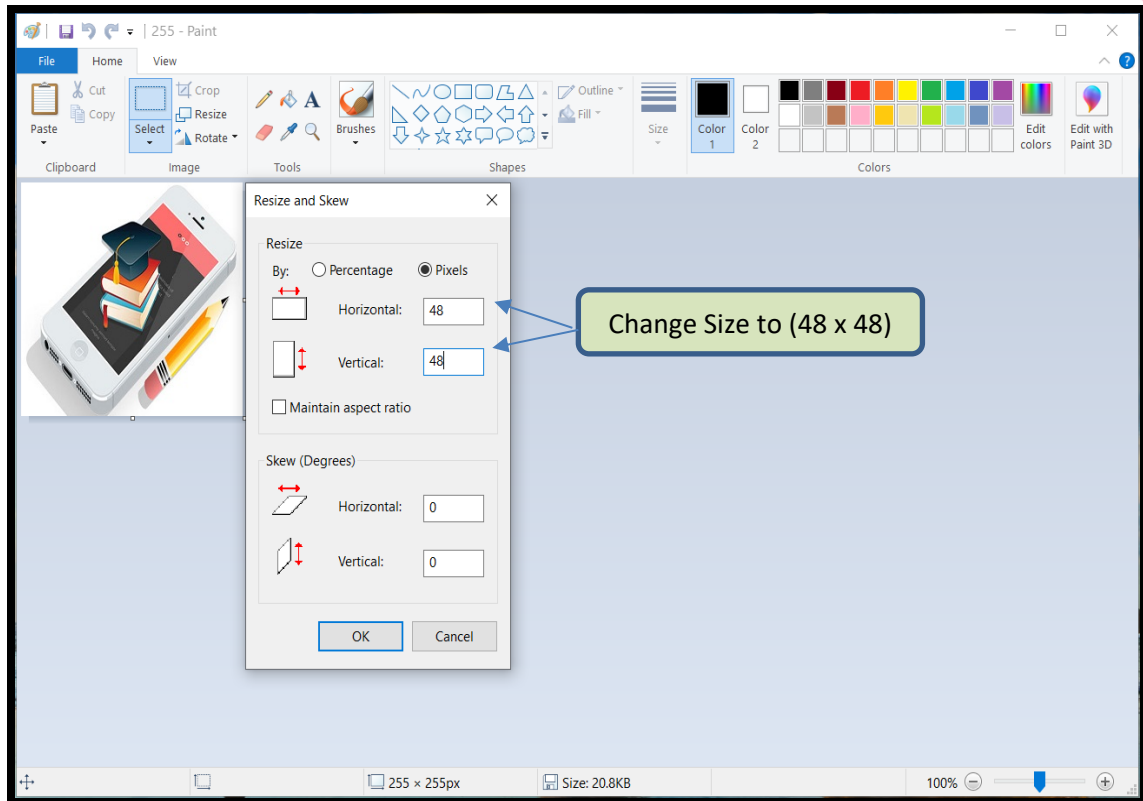 255 - Paint
File Home View
Paste
Cut
Copy
Clipboard
Select
Crop
Resize
Rotate
Image
A
Tools
Brushes
Outline
Fill
Shapes
Size
Color 1
Color 2
Edit colors
Colors
Edit with Paint 3D
Resize and Skew
Resize
By: Percentage Pixels
Horizontal: 48
Vertical: 48
Maintain aspect ratio
Skew (Degrees)
Horizontal: 0
Vertical: 0
OK Cancel
Change Size to (48 x 48)
255 × 255px Size: 20.8KB 100%